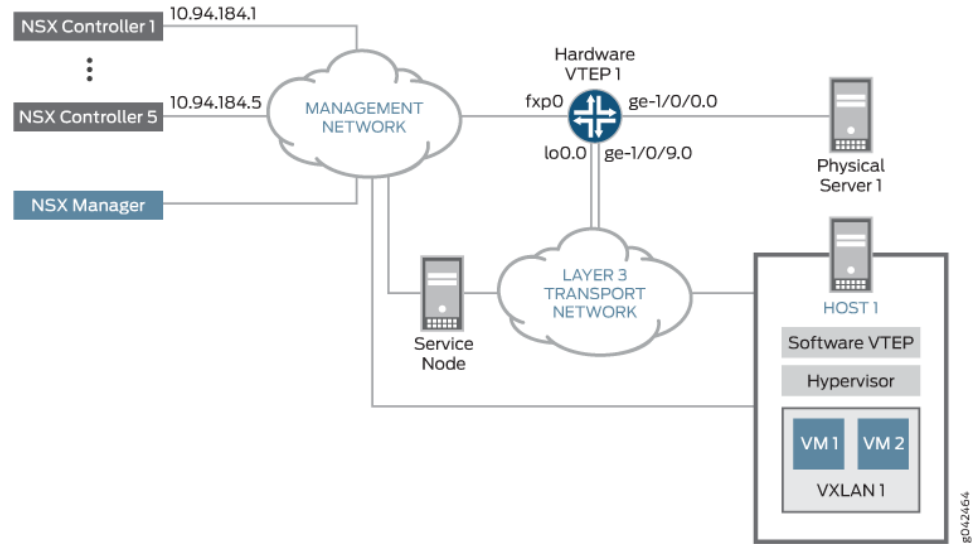 NSX Controller 1
10.94.184.1
NSX Controller 5
10.94.184.5
NSX Manager
MANAGEMENT
NETWORK
Hardware
VTEP 1
fxp0
ge-1/0/0.0
lo0.0
ge-1/0/9.0
Physical
Server 1
LAYER 3
TRANSPORT
NETWORK
Service
Node
HOST 1
Software VTEP
Hypervisor
VM 1
VM 2
VXLAN 1
g042464